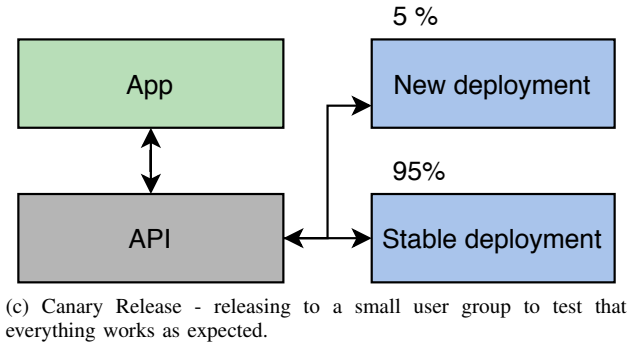 5 %
App
New deployment
95%
API
Stable deployment
(c) Canary Release - releasing to a small user group to test that
everything works as expected.